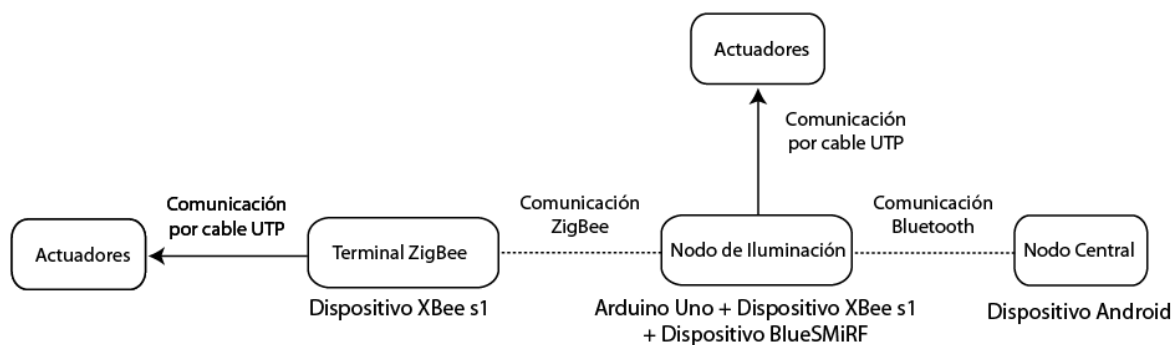 Actuadores
Comunicación
por cable UTP
Comunicación
por cable UTP
Comunicación
ZigBee
Comunicación
Bluetooth
Actuadores
Terminal ZigBee
Nodo de Iluminación
Nodo Central
Dispositivo XBee s1
Arduino Uno + Dispositivo XBee s1
+ Dispositivo BlueSMiRF
Dispositivo Android